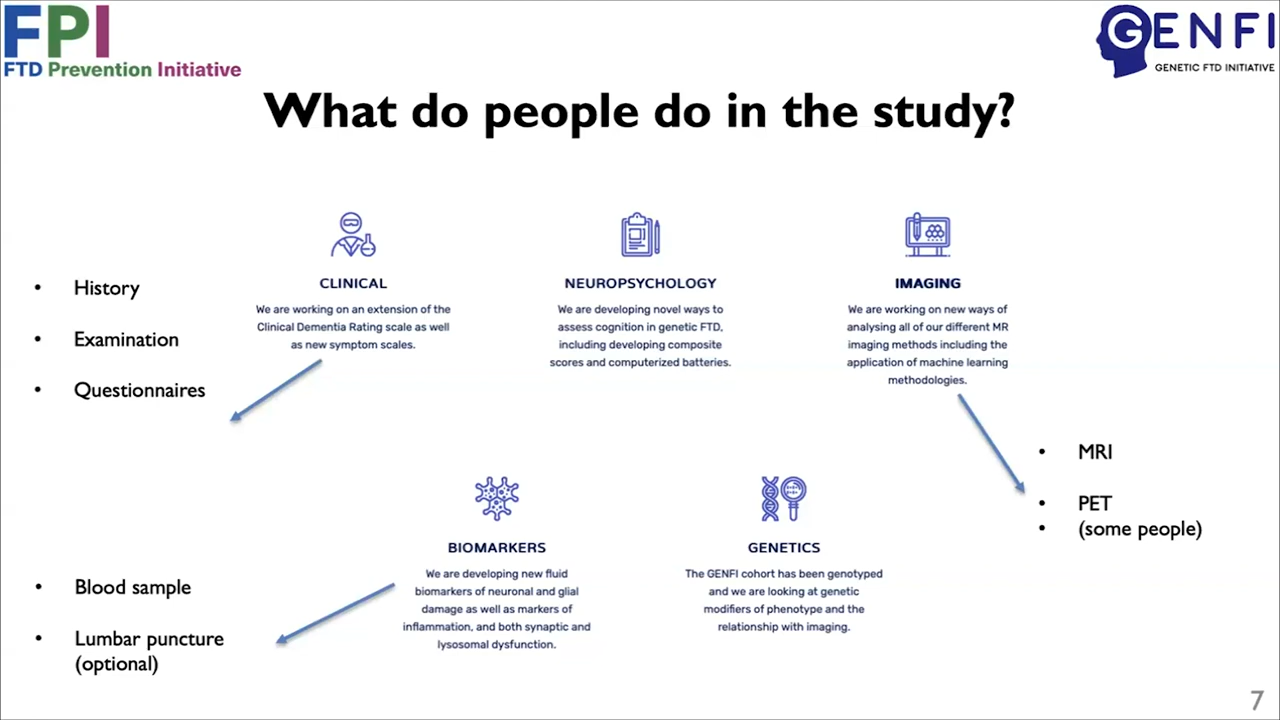 FPI
FTD Prevention Initiative
GENFI
GENETIC FTD INITIATIVE
What do people do in the study?
• History
• Examination
• Questionnaires
CLINICAL
We are working on an extension of the
Clinical Dementia Rating scale as well
as new symptom scales.
NEUROPSYCHOLOGY
We are developing novel ways to
assess cognition in genetic FTD,
including developing composite
scores and computerized batteries.
IMAGING
We are working on new ways of
analysing all of our different MR
imaging methods including the
application of machine learning
methodologies.
• MRI
• PET
• (some people)
• Blood sample
• Lumbar puncture
(optional)
BIOMARKERS
We are developing new fluid
biomarkers of neuronal and glial
damage as well as markers of
inflammation, and both synaptic and
lysosomal dysfunction.
GENETICS
The GENFI cohort has been genotyped
and we are looking at genetic
modifiers of phenotype and the
relationship with imaging.
7